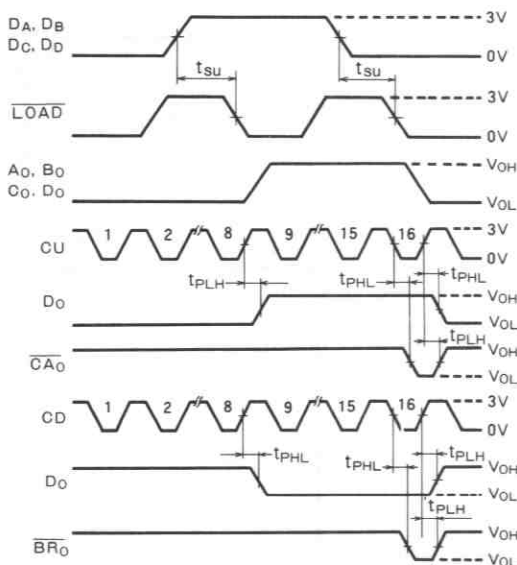 DA, DB
DC, DD
tsu
tsu
3V
0V
LOAD
3V
0V
AO, BO
CO, DO
VOH
VOL
CU
1
2
8
9
15
16
3V
0V
tPLH
tPHL
tPHL
DO
VOH
VOL
tPLH
CAO
VOH
VOL
CD
1
2
8
9
15
16
3V
0V
tPHL
tPHL
tPLH
DO
VOH
VOL
tPLH
BRO
VOH
VOL